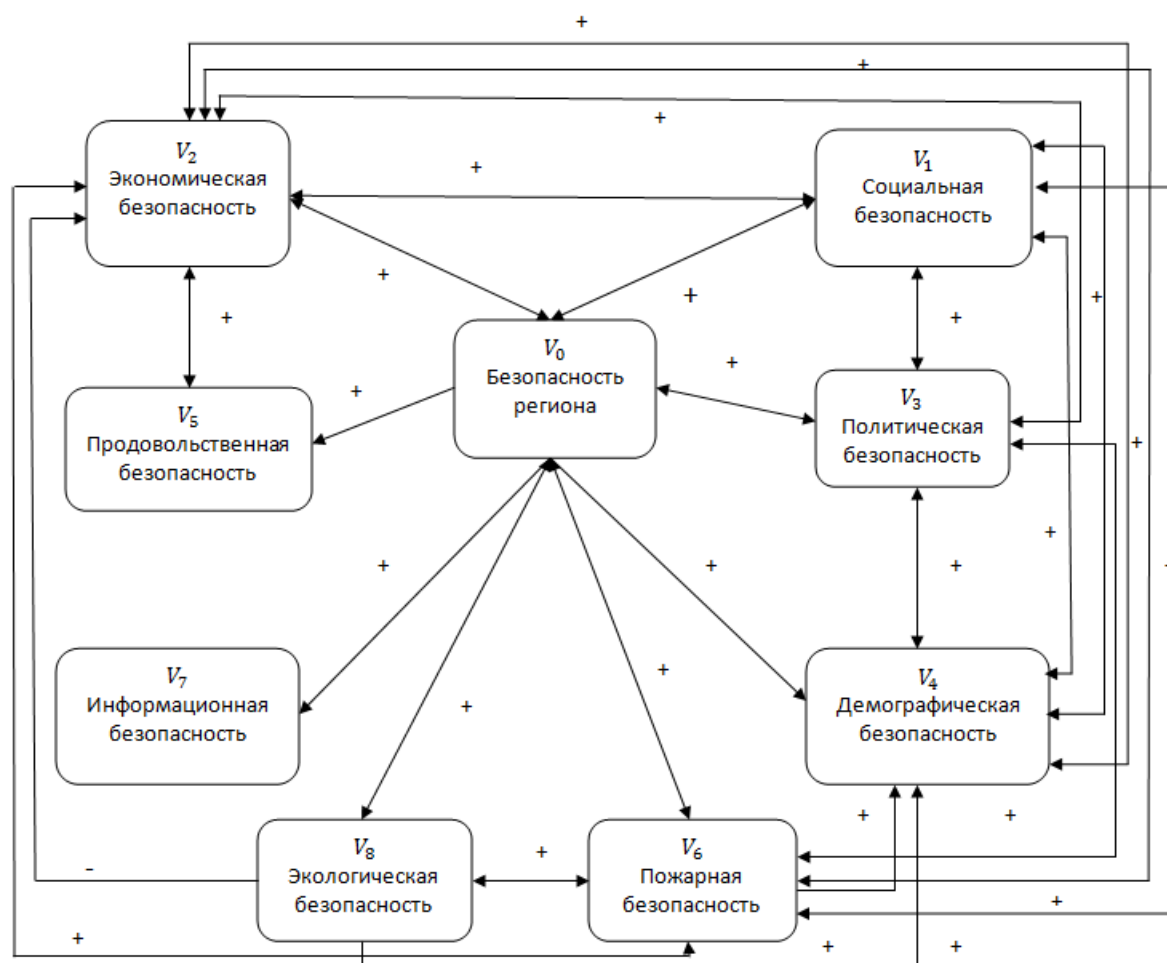 +
+
+
+
V₂
Экономическая
безопасность
V₁
Социальная
безопасность
+
+
+
+
+
V₀
Безопасность
региона
+
+
V₅
Продовольственная
безопасность
V₃
Политическая
безопасность
+
+
+
+
+
+
V₇
Информационная
безопасность
+
+
V₄
Демографическая
безопасность
+
+
V₈
Экологическая
безопасность
+
V₆
Пожарная
безопасность
-
+
+
+
+